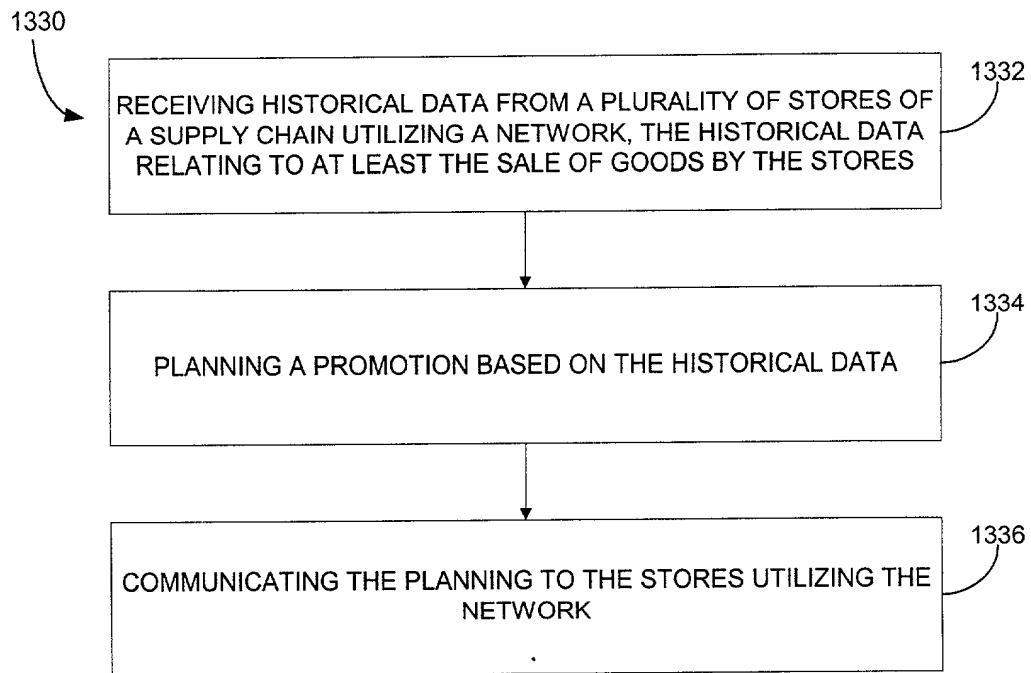 1330
1332
RECEIVING HISTORICAL DATA FROM A PLURALITY OF STORES OF
A SUPPLY CHAIN UTILIZING A NETWORK, THE HISTORICAL DATA
RELATING TO AT LEAST THE SALE OF GOODS BY THE STORES
1334
PLANNING A PROMOTION BASED ON THE HISTORICAL DATA
1336
COMMUNICATING THE PLANNING TO THE STORES UTILIZING THE
NETWORK